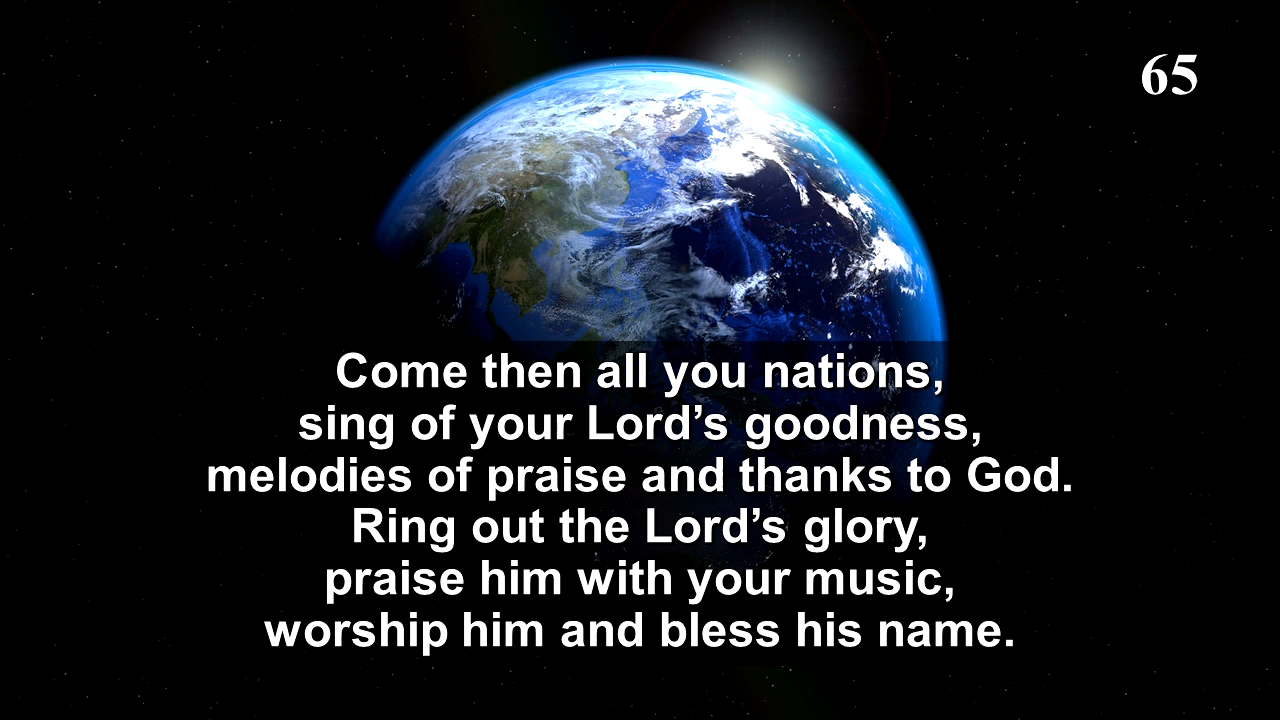 65
Come then all you nations,
sing of your Lord’s goodness,
melodies of praise and thanks to God.
Ring out the Lord’s glory,
praise him with your music,
worship him and bless his name.